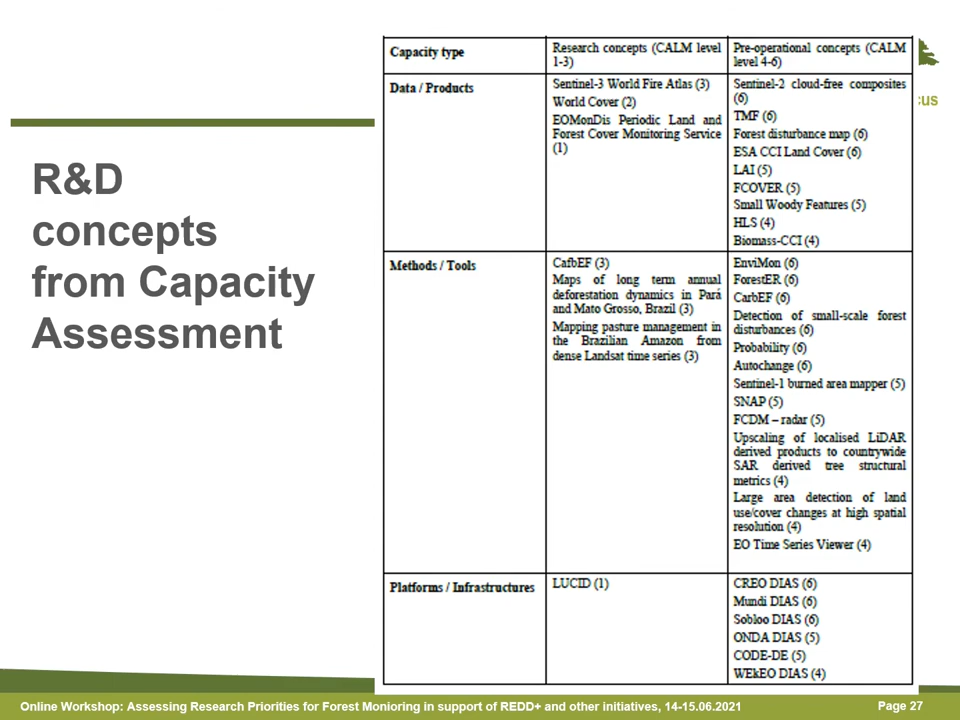 R&D
concepts
from Capacity
Assessment
cus
Capacity type
Research concepts (CALM level
1-3)
Pre-operational concepts (CALM
level 4-6)
Data / Products
Sentinel-3 World Fire Atlas (3)
World Cover (2)
EOMonDis Periodic Land and
Forest Cover Monitoring Service
(1)
Sentinel-2 cloud-free composites
(6)
TMF (6)
Forest disturbance map (6)
ESA CCI Land Cover (6)
LAI (5)
FCOVER (5)
Small Woody Features (5)
HLS (4)
Biomass-CCI (4)
Methods / Tools
CafbEF (3)
Maps of long term annual
deforestation dynamics in Pará
and Mato Grosso, Brazil (3)
Mapping pasture management in
the Brazilian Amazon from
dense Landsat time series (3)
EnviMon (6)
ForestER (6)
CarbEF (6)
Detection of small-scale forest
disturbances (6)
Probability (6)
Autochange (6)
Sentinel-1 burned area mapper (5)
SNAP (5)
FCDM – radar (5)
Upscaling of localised LiDAR
derived products to countrywide
SAR derived tree structural
metrics (4)
Large area detection of land
use/cover changes at high spatial
resolution (4)
EO Time Series Viewer (4)
Platforms / Infrastructures
LUCID (1)
CREO DIAS (6)
Mundi DIAS (6)
Sobloo DIAS (6)
ONDA DIAS (5)
CODE-DE (5)
WEkEO DIAS (4)
Online Workshop: Assessing Research Priorities for Forest Monioring in support of REDD+ and other initiatives, 14-15.06.2021
Page 27